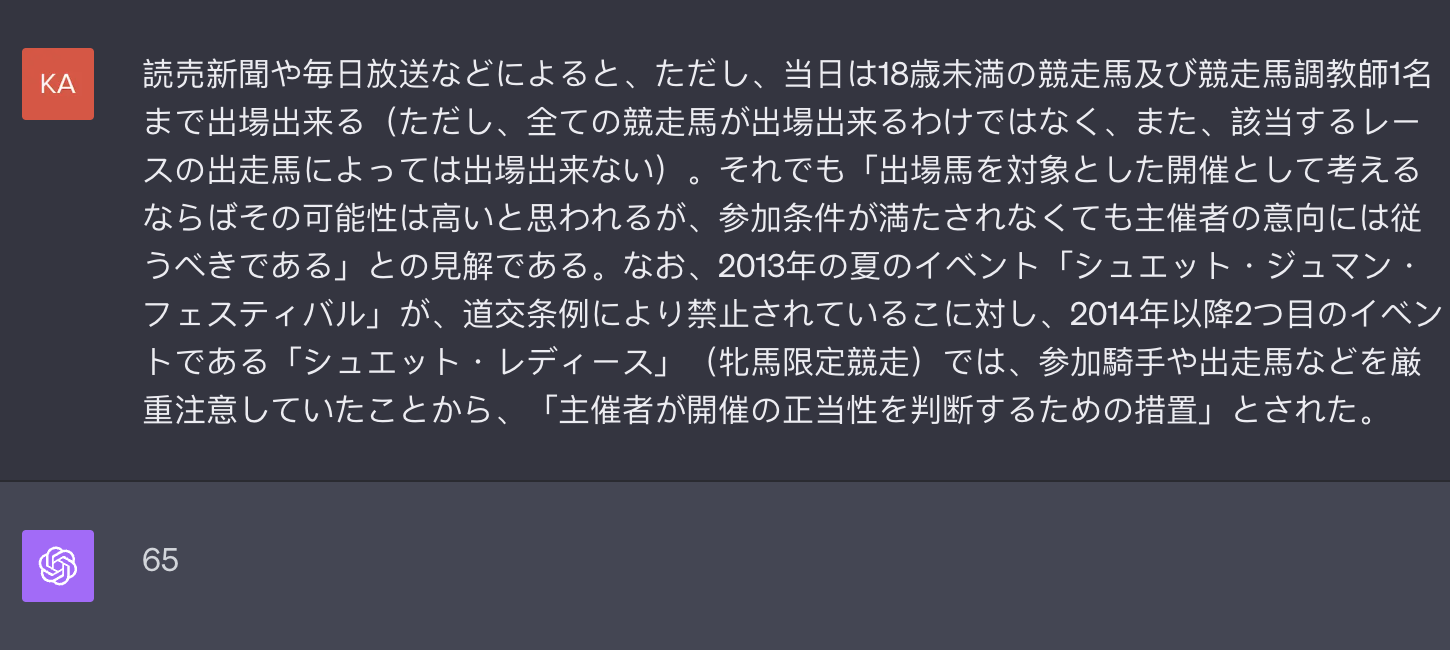 KA
読売新聞や毎日放送などによると、ただし、当日は18歳未満の競走馬及び競走馬調教師1名
まで出場出来る（ただし、全ての競走馬が出場出来るわけではなく、また、該当するレー
スの出走馬によっては出場出来ない）。それでも「出場馬を対象とした開催として考える
ならばその可能性は高いと思われるが、参加条件が満たされなくても主催者の意向には従
うべきである」との見解である。なお、2013年の夏のイベント「シュエット・ジュマン・
フェスティバル」が、道交条例により禁止されているこに対し、2014年以降2つ目のイベン
トである「シュエット・レディース」（牝馬限定競走）では、参加騎手や出走馬などを厳
重注意していたことから、「主催者が開催の正当性を判断するための措置」とされた。
65